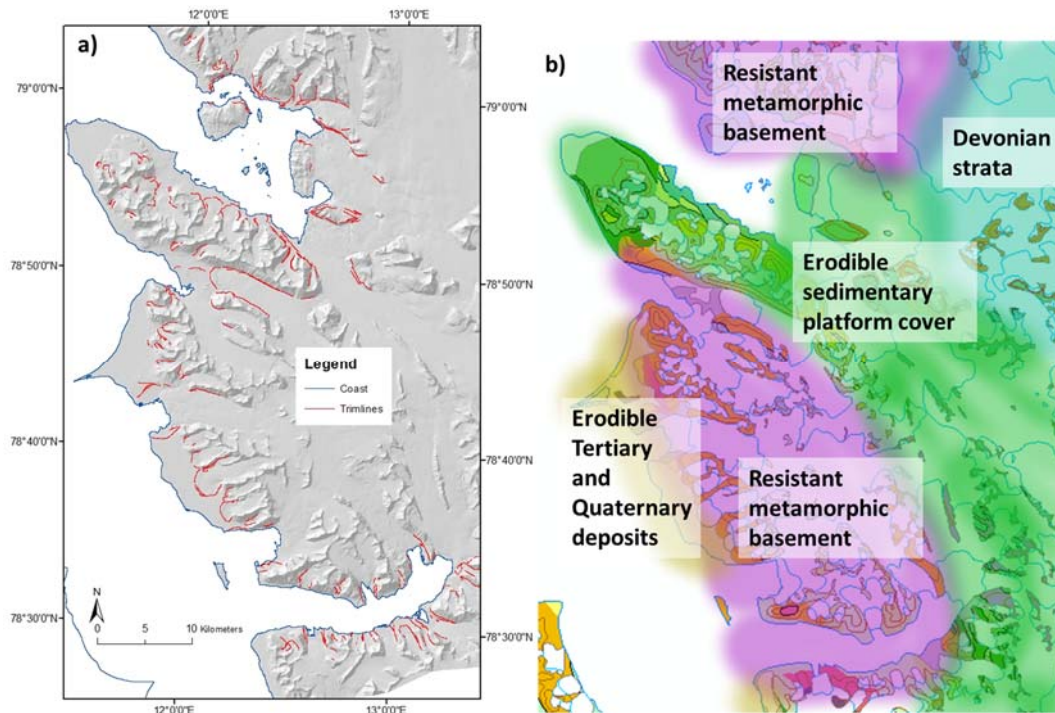 a)
12°0'0"E
13°0'0"E
79°0'0"N
78°50'0"N
78°40'0"N
78°30'0"N
Legend
Coast
Trimlines
N
0 5 10 Kilometers
12°0'0"E
13°0'0"E
79°0'0"N
78°50'0"N
78°40'0"N
78°30'0"N
b)
Resistant
metamorphic
basement
Devonian
strata
Erodible
sedimentary
platform cover
Erodible
Tertiary
and
Quaternary
deposits
Resistant
metamorphic
basement